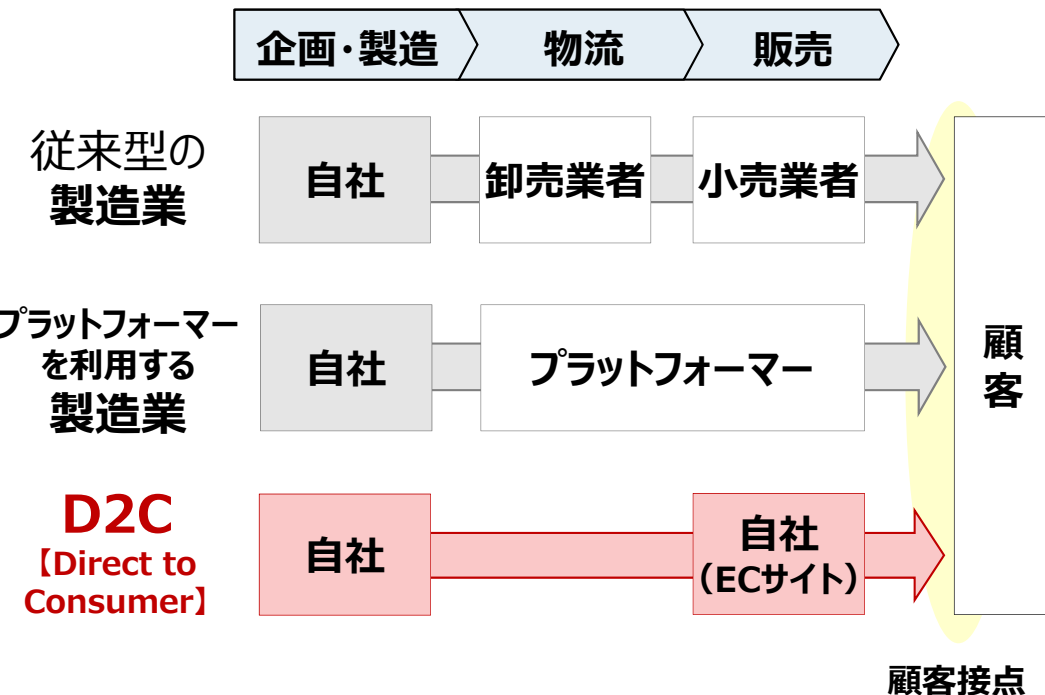 企画・製造
物流
販売
従来型の
製造業
自社
卸売業者
小売業者
プラットフォーマー
を利用する
製造業
自社
プラットフォーマー
顧
客
D2C
【Direct to
Consumer】
自社
自社
（ECサイト）
顧客接点